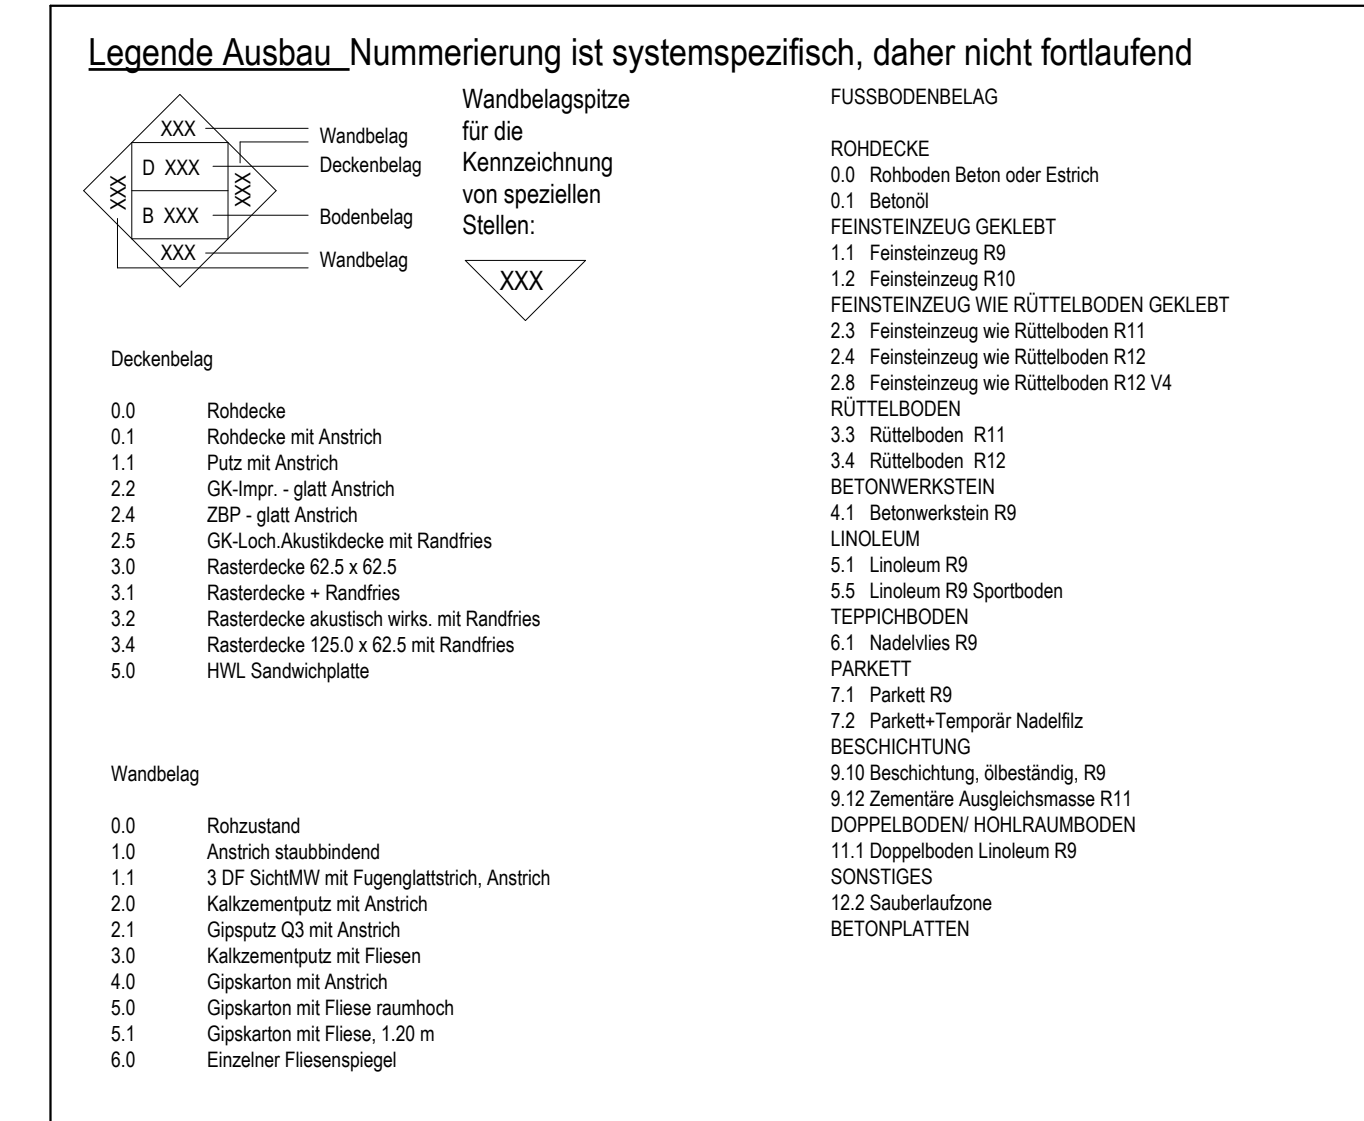 Legende Ausbau_Nummerierung ist systemspezifisch, daher nicht fortlaufend
XXX
D XXX
XXX
XXX
B XXX
XXX
Wandbelag
Deckenbelag
Bodenbelag
Wandbelag
Wandbelagspitze
für die
Kennzeichnung
von speziellen
Stellen:
XXX
Deckenbelag
0.0 Rohdecke
0.1 Rohdecke mit Anstrich
1.1 Putz mit Anstrich
2.2 GK-Impr. - glatt Anstrich
2.4 ZBP - glatt Anstrich
2.5 GK-Loch.Akustikdecke mit Randfries
3.0 Rasterdecke 62.5 x 62.5
3.1 Rasterdecke + Randfries
3.2 Rasterdecke akustisch wirks. mit Randfries
3.4 Rasterdecke 125.0 x 62.5 mit Randfries
5.0 HWL Sandwichplatte
Wandbelag
0.0 Rohzustand
1.0 Anstrich staubbindend
1.1 3 DF SichtMW mit Fugenglattstrich, Anstrich
2.0 Kalkzementputz mit Anstrich
2.1 Gipsputz Q3 mit Anstrich
3.0 Kalkzementputz mit Fliesen
4.0 Gipskarton mit Anstrich
5.0 Gipskarton mit Fliese raumhoch
5.1 Gipskarton mit Fliese, 1.20 m
6.0 Einzelner Fliesenspiegel
FUSSBODENBELAG
ROHDECKE
0.0 Rohboden Beton oder Estrich
0.1 Betonöl
FEINSTEINZEUG GEKLEBT
1.1 Feinsteinzeug R9
1.2 Feinsteinzeug R10
FEINSTEINZEUG WIE RÜTTELBODEN GEKLEBT
2.3 Feinsteinzeug wie Rüttelboden R11
2.4 Feinsteinzeug wie Rüttelboden R12
2.8 Feinsteinzeug wie Rüttelboden R12 V4
RÜTTELBODEN
3.3 Rüttelboden R11
3.4 Rüttelboden R12
BETONWERKSTEIN
4.1 Betonwerkstein R9
LINOLEUM
5.1 Linoleum R9
5.5 Linoleum R9 Sportboden
TEPPICHBODEN
6.1 Nadelvlies R9
PARKETT
7.1 Parkett R9
7.2 Parkett+Temporär Nadelfilz
BESCHICHTUNG
9.10 Beschichtung, ölbeständig, R9
9.12 Zementäre Ausgleichsmasse R11
DOPPELBODEN/ HOHLRAUMBODEN
11.1 Doppelboden Linoleum R9
SONSTIGES
12.2 Sauberlaufzone
BETONPLATTEN